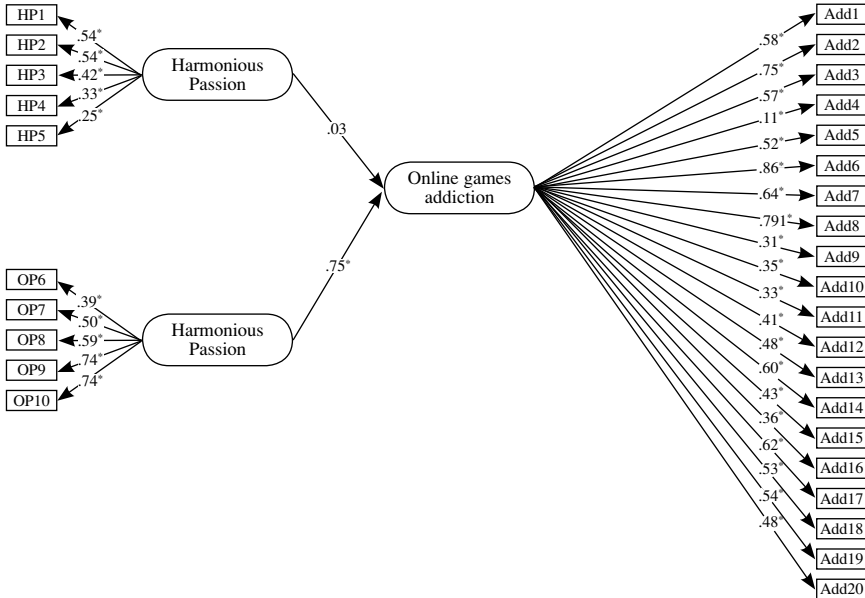 HP1
HP2
HP3
HP4
HP5
.54*
.54*
.42*
.33*
.25*
Harmonious
Passion
.03
OP6
OP7
OP8
OP9
OP10
.39*
.50*
.59*
.74*
.74*
Harmonious
Passion
.75*
Online games
addiction
.58*
.75*
.57*
.11*
.52*
.86*
.64*
.791*
.31*
.35*
.33*
.41*
.48*
.60*
.43*
.36*
.62*
.53*
.54*
.48*
Add1
Add2
Add3
Add4
Add5
Add6
Add7
Add8
Add9
Add10
Add11
Add12
Add13
Add14
Add15
Add16
Add17
Add18
Add19
Add20